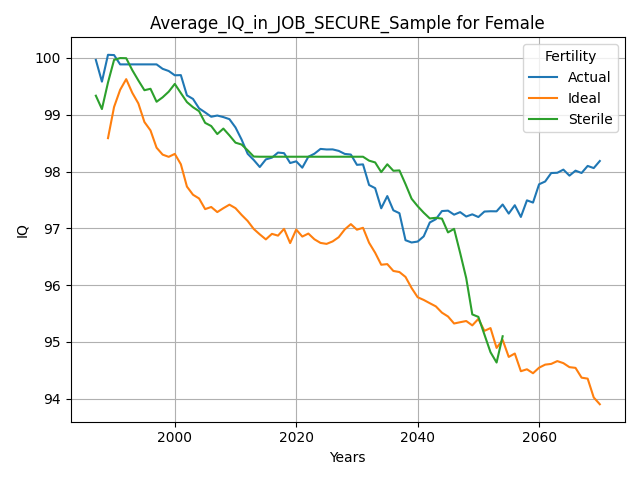 Average_IQ_in_JOB_SECURE_Sample for Female
Fertility
Actual
Ideal
Sterile
IQ
100
99
98
97
96
95
94
2000
2020
2040
2060
Years